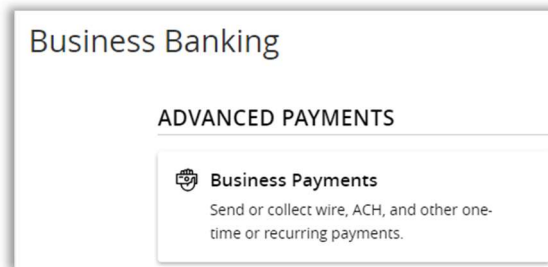 Business Banking
ADVANCED PAYMENTS
Business Payments
Send or collect wire, ACH, and other one-
time or recurring payments.